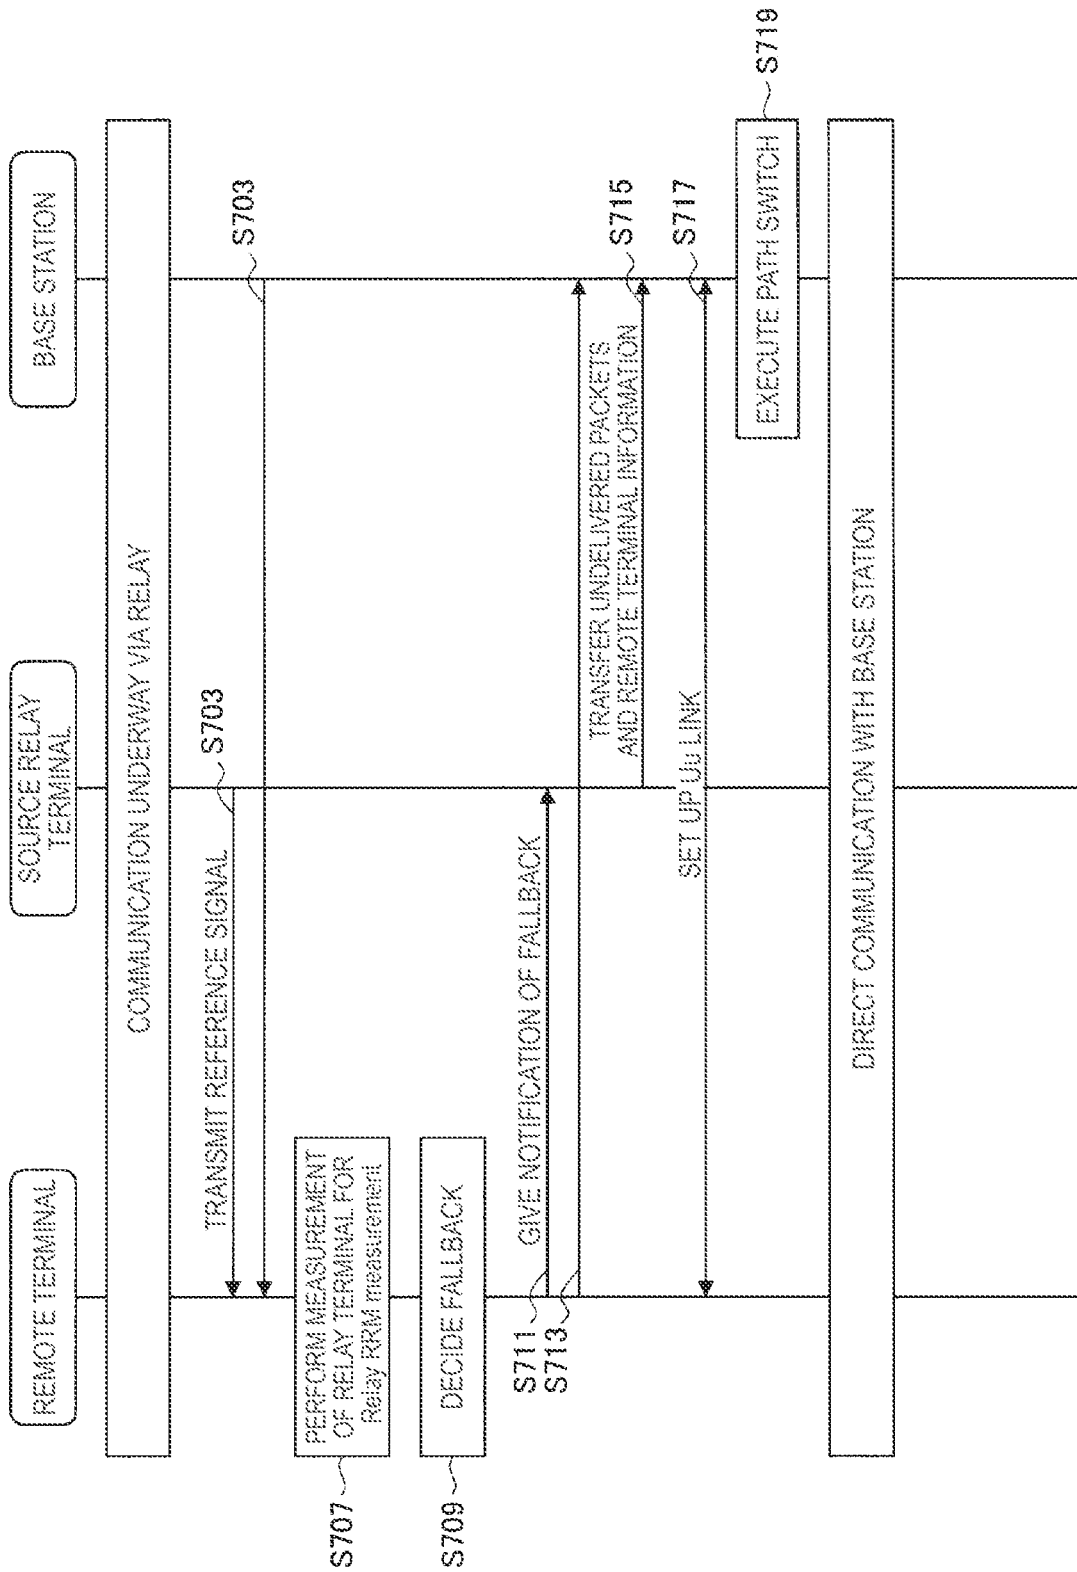 REMOTE TERMINAL
SOURCE RELAY
TERMINAL
BASE STATION
COMMUNICATION UNDERWAY VIA RELAY
TRANSMIT REFERENCE SIGNAL
S703
S703
S707
PERFORM MEASUREMENT
OF RELAY TERMINAL FOR
Relay RRM measurement
S709
DECIDE FALLBACK
S711
GIVE NOTIFICATION OF FALLBACK
S713
TRANSFER UNDELIVERED PACKETS
AND REMOTE TERMINAL INFORMATION
S715
SET UP Uu LINK
S717
EXECUTE PATH SWITCH
S719
DIRECT COMMUNICATION WITH BASE STATION